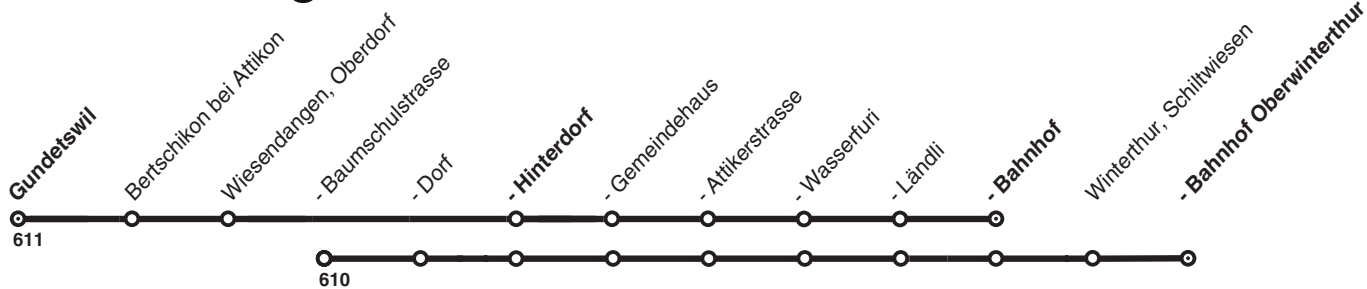 Gundetswil
Bertschikon bei Attikon
Wiesendangen, Oberdorf
- Baumschulstrasse
- Dorf
- Hinterdorf
- Gemeindehaus
- Attikerstrasse
- Wasserfuri
- Ländli
- Bahnhof
Winterthur, Schiltwiesen
- Bahnhof Oberwinterthur
611
610